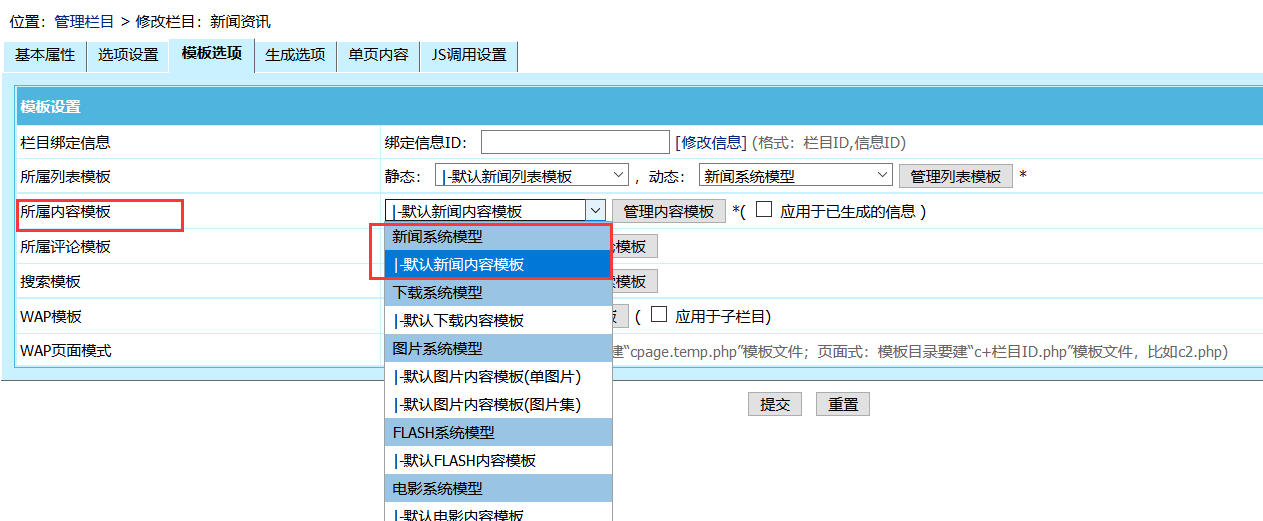 位置：管理栏目 > 修改栏目：新闻资讯
基本属性 选项设置 模板选项 生成选项 单页内容 JS调用设置
模板设置
栏目绑定信息 绑定信息ID： [修改信息] (格式：栏目ID,信息ID)
所属列表模板 静态： |-默认新闻列表模板 ，动态： 新闻系统模型 管理列表模板 *
所属内容模板 |-默认新闻内容模板 管理内容模板 *( 应用于已生成的信息 )
新闻系统模型
所属评论模板 模板
|-默认新闻内容模板
搜索模板 模板
下载系统模型
WAP模板 |-默认下载内容模板 ( 应用于子栏目)
图片系统模型
WAP页面模式 建“cpage.temp.php”模板文件；页面式：模板目录要建“c+栏目ID.php”模板文件，比如c2.php)
|-默认图片内容模板(单图片)
|-默认图片内容模板(图片集)
提交 重置
FLASH系统模型
|-默认FLASH内容模板
电影系统模型
|-默认电影内容模板